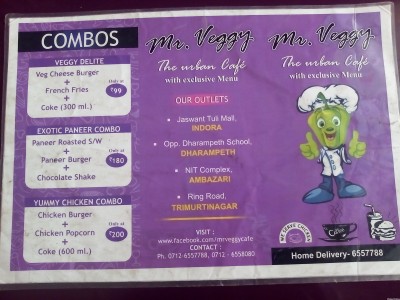 COMBOS
VEGGY DELITE
Veg Cheese Burger
+
French Fries
+
Coke (300 ml.)
Only at
₹99
EXOTIC PANEER COMBO
Paneer Roasted S/W
+
Paneer Burger
+
Chocolate Shake
Only at
₹180
YUMMY CHICKEN COMBO
Chicken Burger
+
Chicken Popcorn
+
Coke (600 ml.)
Only at
₹200
Mr. Veggy
The urban Café
with exclusive Menu
OUR OUTLETS
• Jaswant Tuli Mall,
INDORA
• Opp. Dharampeth School,
DHARAMPETH
• NIT Complex,
AMBAZARI
• Ring Road,
TRIMURTINAGAR
VISIT :
www.facebook.com/mrveggycafe
CONTACT :
Ph. 0712 6557788, 0712 - 6558080
Mr. Veggy
The urban Café
with exclusive Menu
WE SERVE CHICKEN
Home Delivery- 6557788